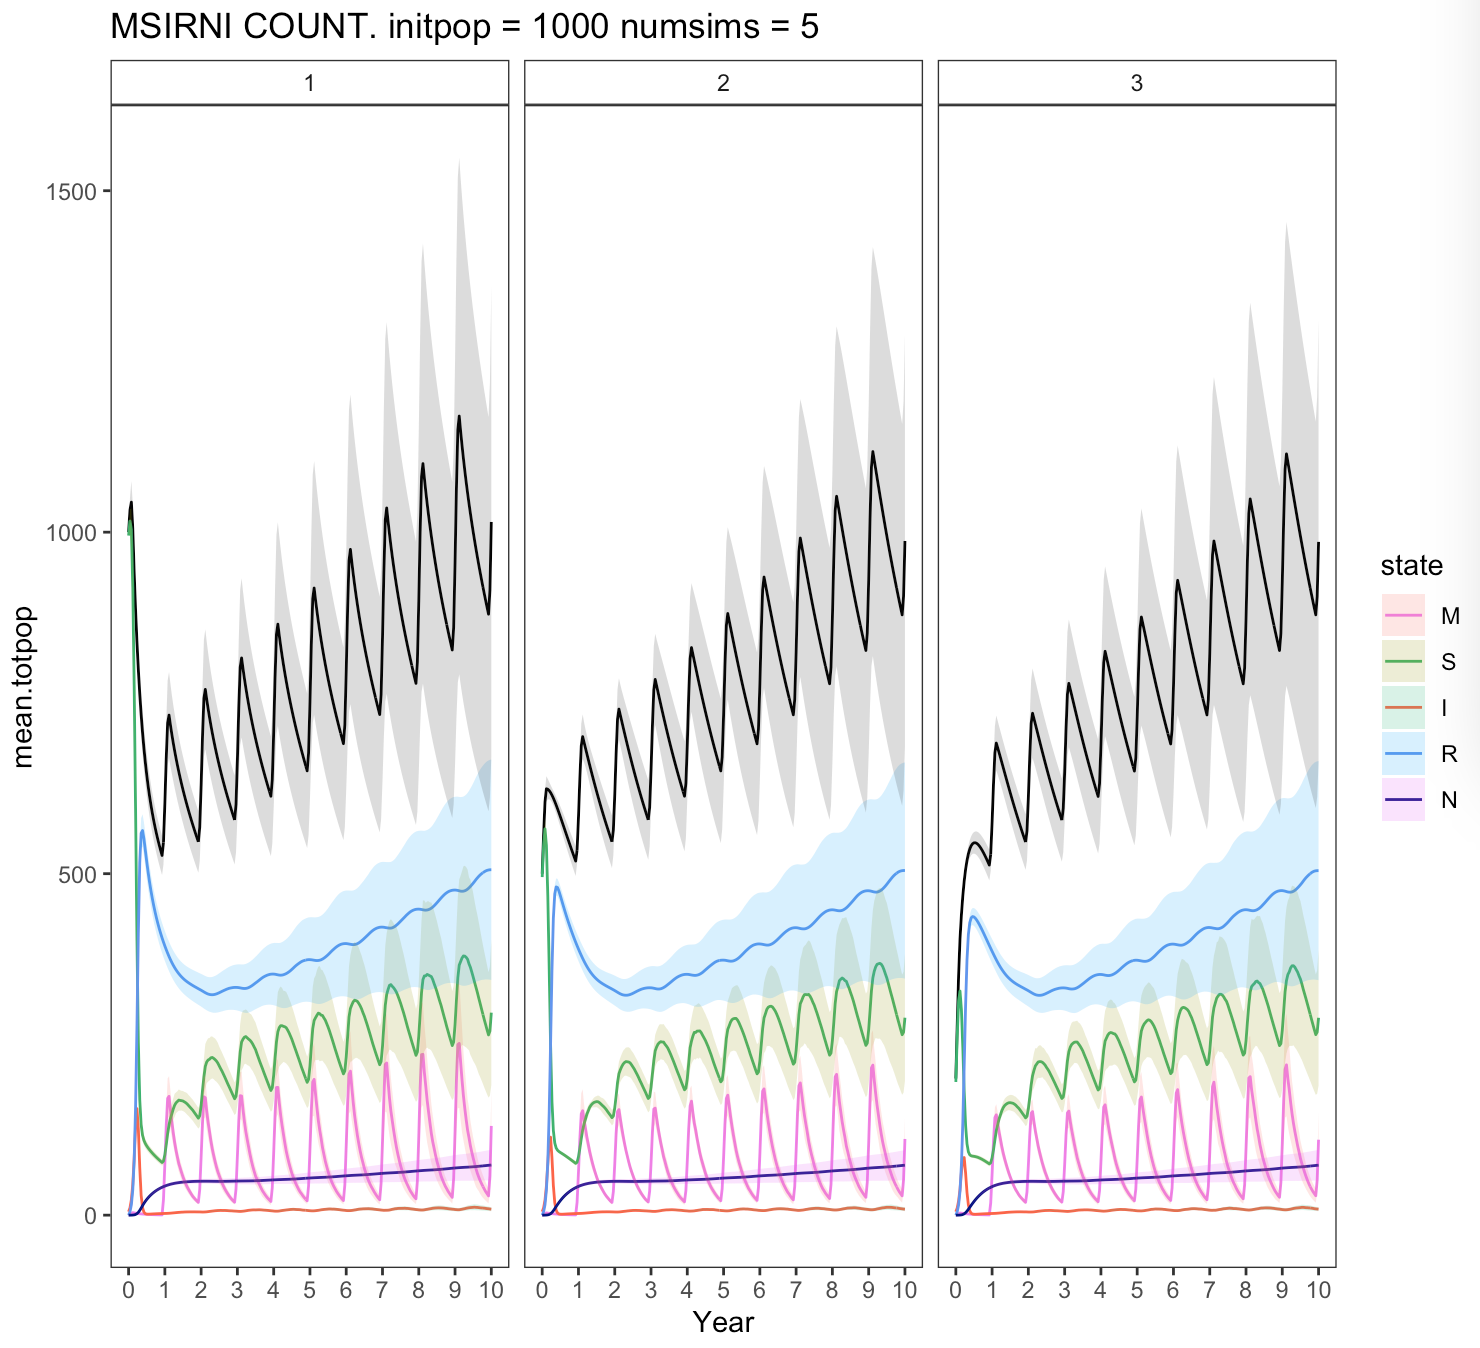 MSIRNI COUNT. initpop = 1000 numsims = 5
1 2 3
1500
1000
500
0
mean.totpop
0 1 2 3 4 5 6 7 8 9 10 0 1 2 3 4 5 6 7 8 9 10 0 1 2 3 4 5 6 7 8 9 10
Year
state
M
S
I
R
N